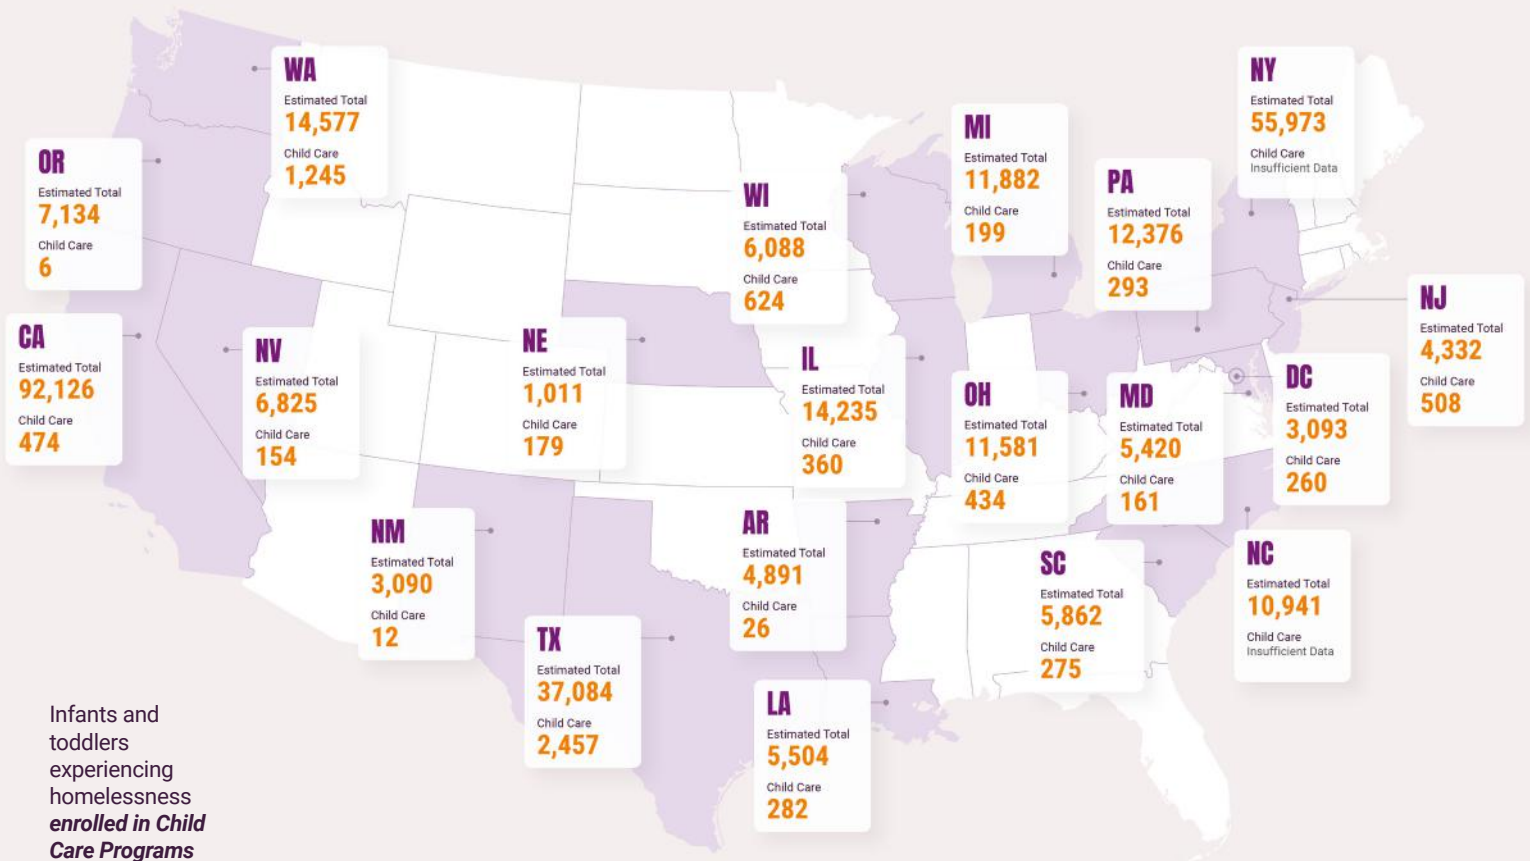 WA
Estimated Total
14,577
Child Care
1,245
OR
Estimated Total
7,134
Child Care
6
CA
Estimated Total
92,126
Child Care
474
NV
Estimated Total
6,825
Child Care
154
NE
Estimated Total
1,011
Child Care
179
NM
Estimated Total
3,090
Child Care
12
TX
Estimated Total
37,084
Child Care
2,457
WI
Estimated Total
6,088
Child Care
624
IL
Estimated Total
14,235
Child Care
360
AR
Estimated Total
4,891
Child Care
26
LA
Estimated Total
5,504
Child Care
282
MI
Estimated Total
11,882
Child Care
199
OH
Estimated Total
11,581
Child Care
434
PA
Estimated Total
12,376
Child Care
293
MD
Estimated Total
5,420
Child Care
161
SC
Estimated Total
5,862
Child Care
275
NY
Estimated Total
55,973
Child Care
Insufficient Data
NJ
Estimated Total
4,332
Child Care
508
DC
Estimated Total
3,093
Child Care
260
NC
Estimated Total
10,941
Child Care
Insufficient Data
Infants and
toddlers
experiencing
homelessness
enrolled in Child
Care Programs